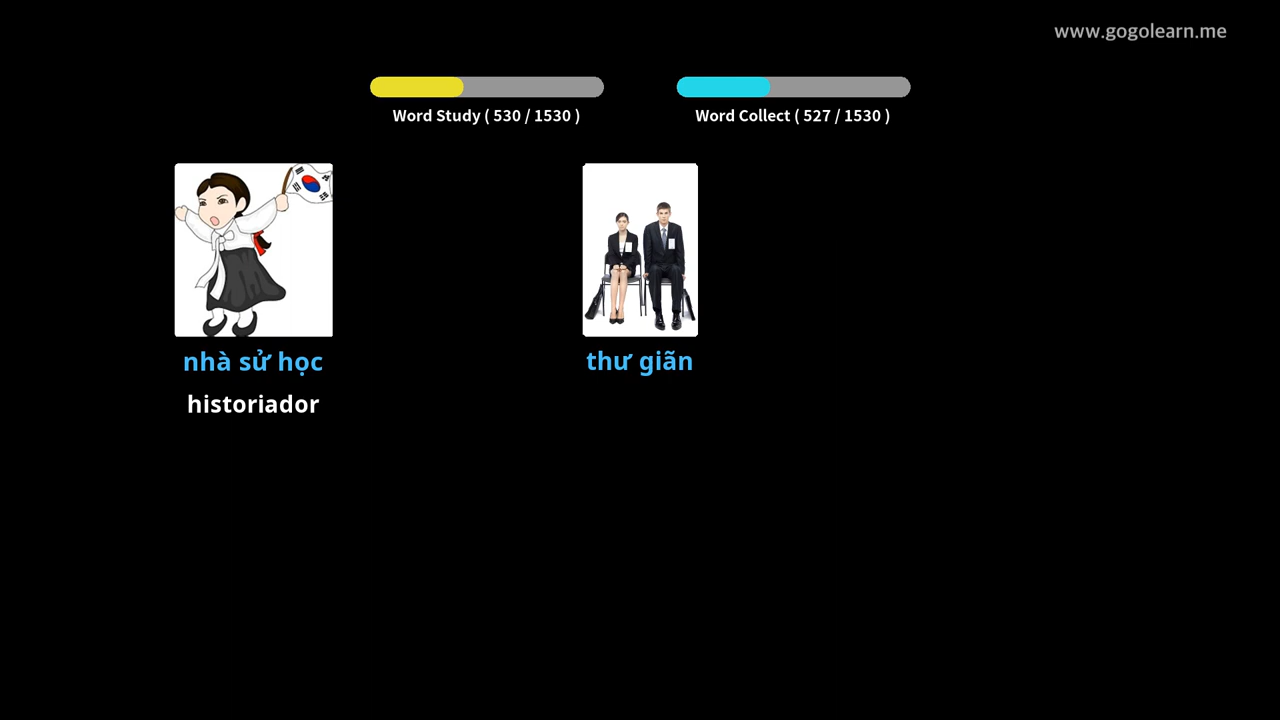 www.gogolearn.me
Word Study ( 530 / 1530 )
Word Collect ( 527 / 1530 )
nhà sử học
thư giãn
historiador